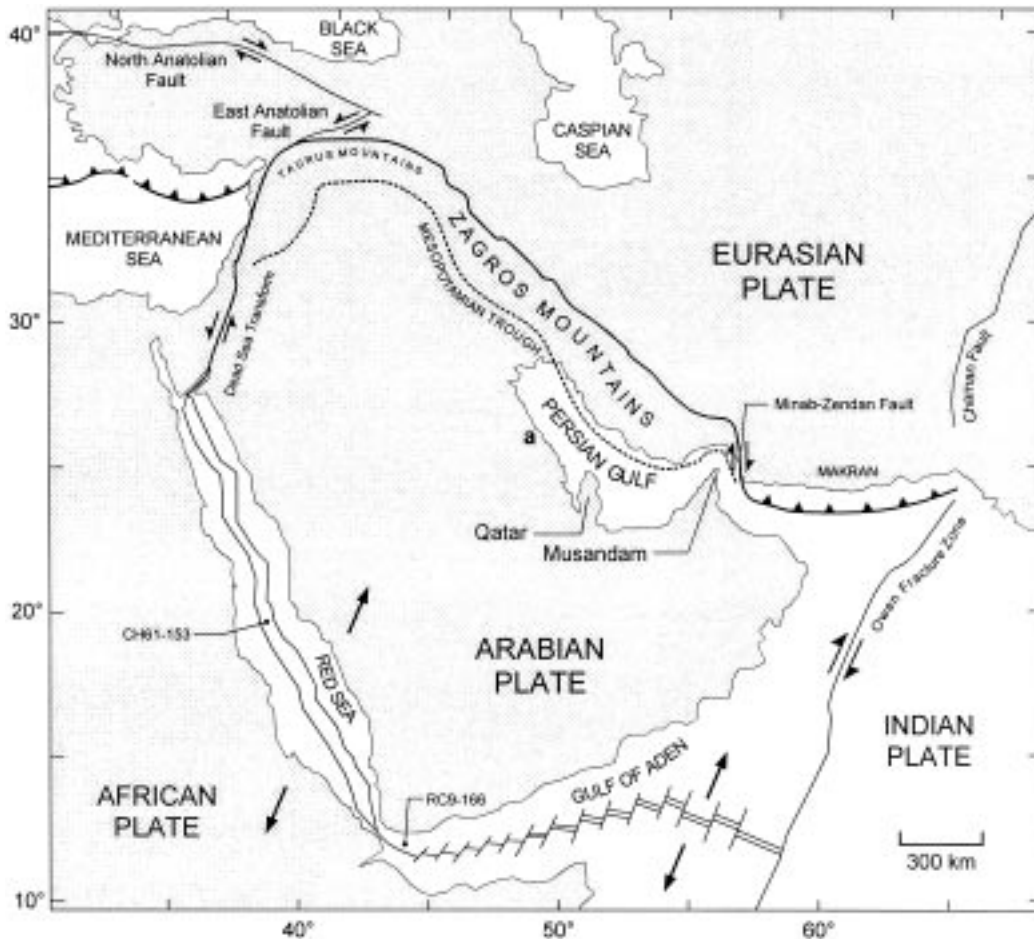 40°
BLACK
SEA
North Anatolian
Fault
East Anatolian
Fault
CASPIAN
SEA
TAURUS MOUNTAINS
MEDITERRANEAN
SEA
ZAGROS MOUNTAINS
MESOPOTAMIAN TROUGH
EURASIAN
PLATE
30°
Dead Sea Transform
Chaman Fault
Minab-Zendan Fault
a
PERSIAN GULF
MAKRAN
Qatar
Musandam
Owen Fracture Zone
20°
CH61-153
RED SEA
ARABIAN
PLATE
INDIAN
PLATE
AFRICAN
PLATE
RC9-166
GULF OF ADEN
300 km
10°
40°
50°
60°